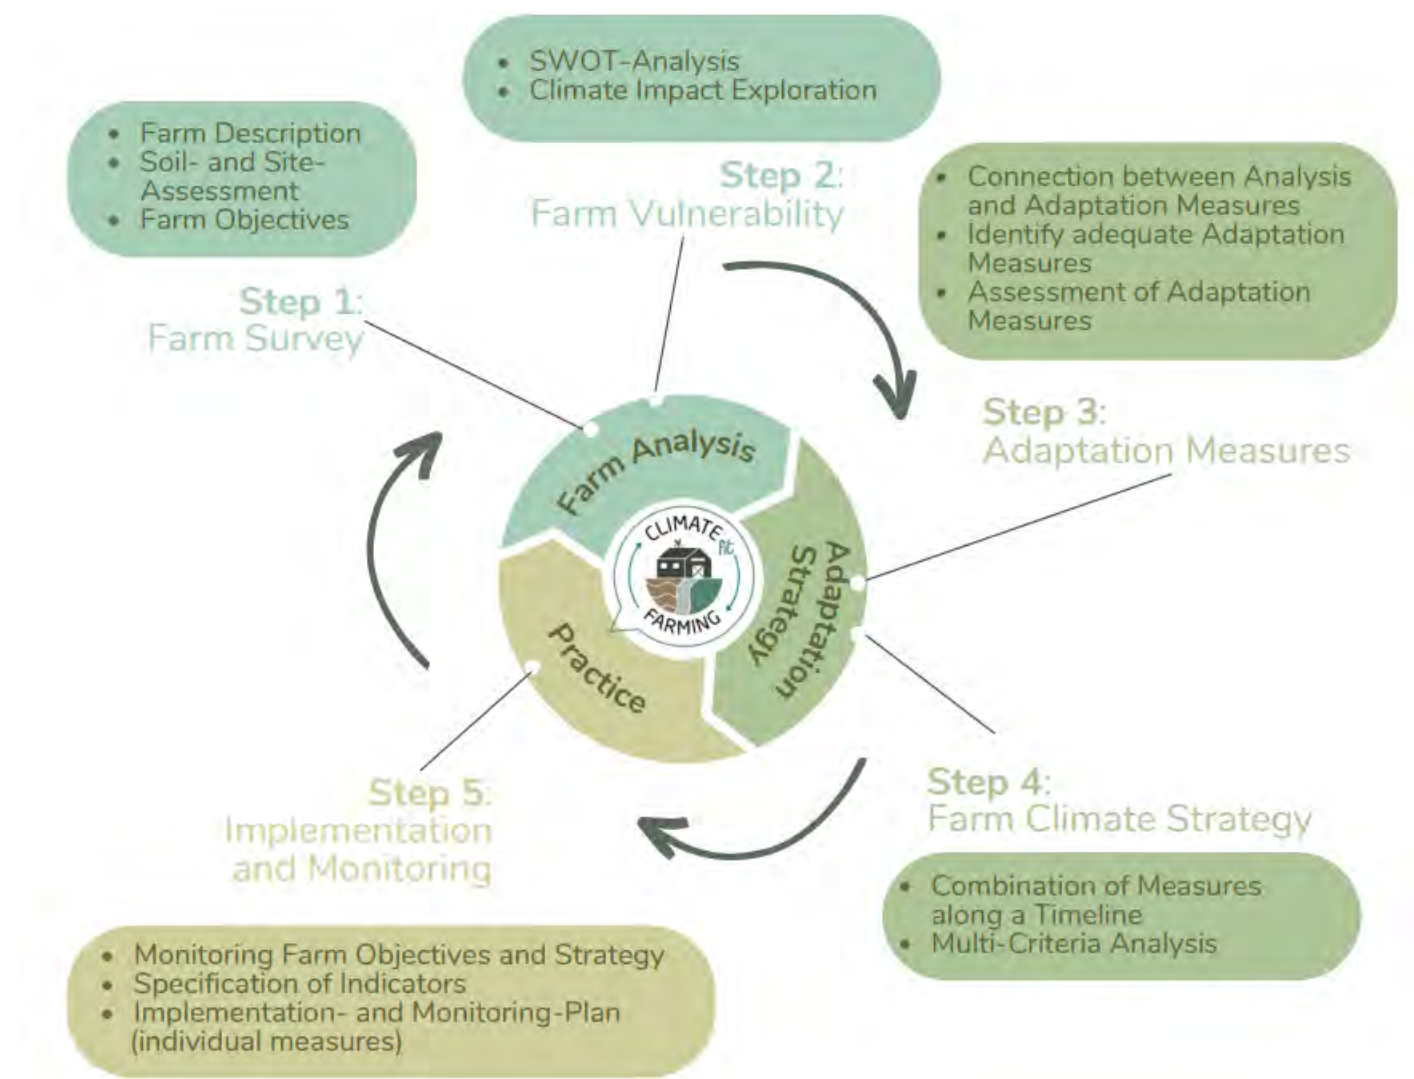 • SWOT-Analysis
• Climate Impact Exploration
• Farm Description
• Soil- and Site-
Assessment
• Farm Objectives
Step 2:
Farm Vulnerability
• Connection between Analysis
and Adaptation Measures
• Identify adequate Adaptation
Measures
• Assessment of Adaptation
Measures
Step 1:
Farm Survey
Step 3:
Adaptation Measures
Farm Analysis
Adaptation
Strategy
Practice
CLIMATE
fit
FARMING
Step 4:
Farm Climate Strategy
• Combination of Measures
along a Timeline
• Multi-Criteria Analysis
Step 5:
Implementation
and Monitoring
• Monitoring Farm Objectives and Strategy
• Specification of Indicators
• Implementation- and Monitoring-Plan
(individual measures)